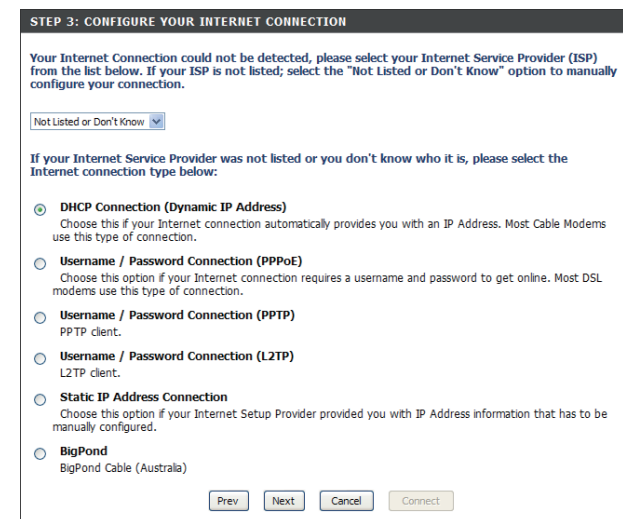 STEP 3: CONFIGURE YOUR INTERNET CONNECTION
Your Internet Connection could not be detected, please select your Internet Service Provider (ISP)
from the list below. If your ISP is not listed; select the "Not Listed or Don't Know" option to manually
configure your connection.
Not Listed or Don't Know
If your Internet Service Provider was not listed or you don't know who it is, please select the
Internet connection type below:
DHCP Connection (Dynamic IP Address)
Choose this if your Internet connection automatically provides you with an IP Address. Most Cable Modems
use this type of connection.
Username / Password Connection (PPPoE)
Choose this option if your Internet connection requires a username and password to get online. Most DSL
modems use this type of connection.
Username / Password Connection (PPTP)
PPTP client.
Username / Password Connection (L2TP)
L2TP client.
Static IP Address Connection
Choose this option if your Internet Setup Provider provided you with IP Address information that has to be
manually configured.
BigPond
BigPond Cable (Australia)
Prev Next Cancel Connect